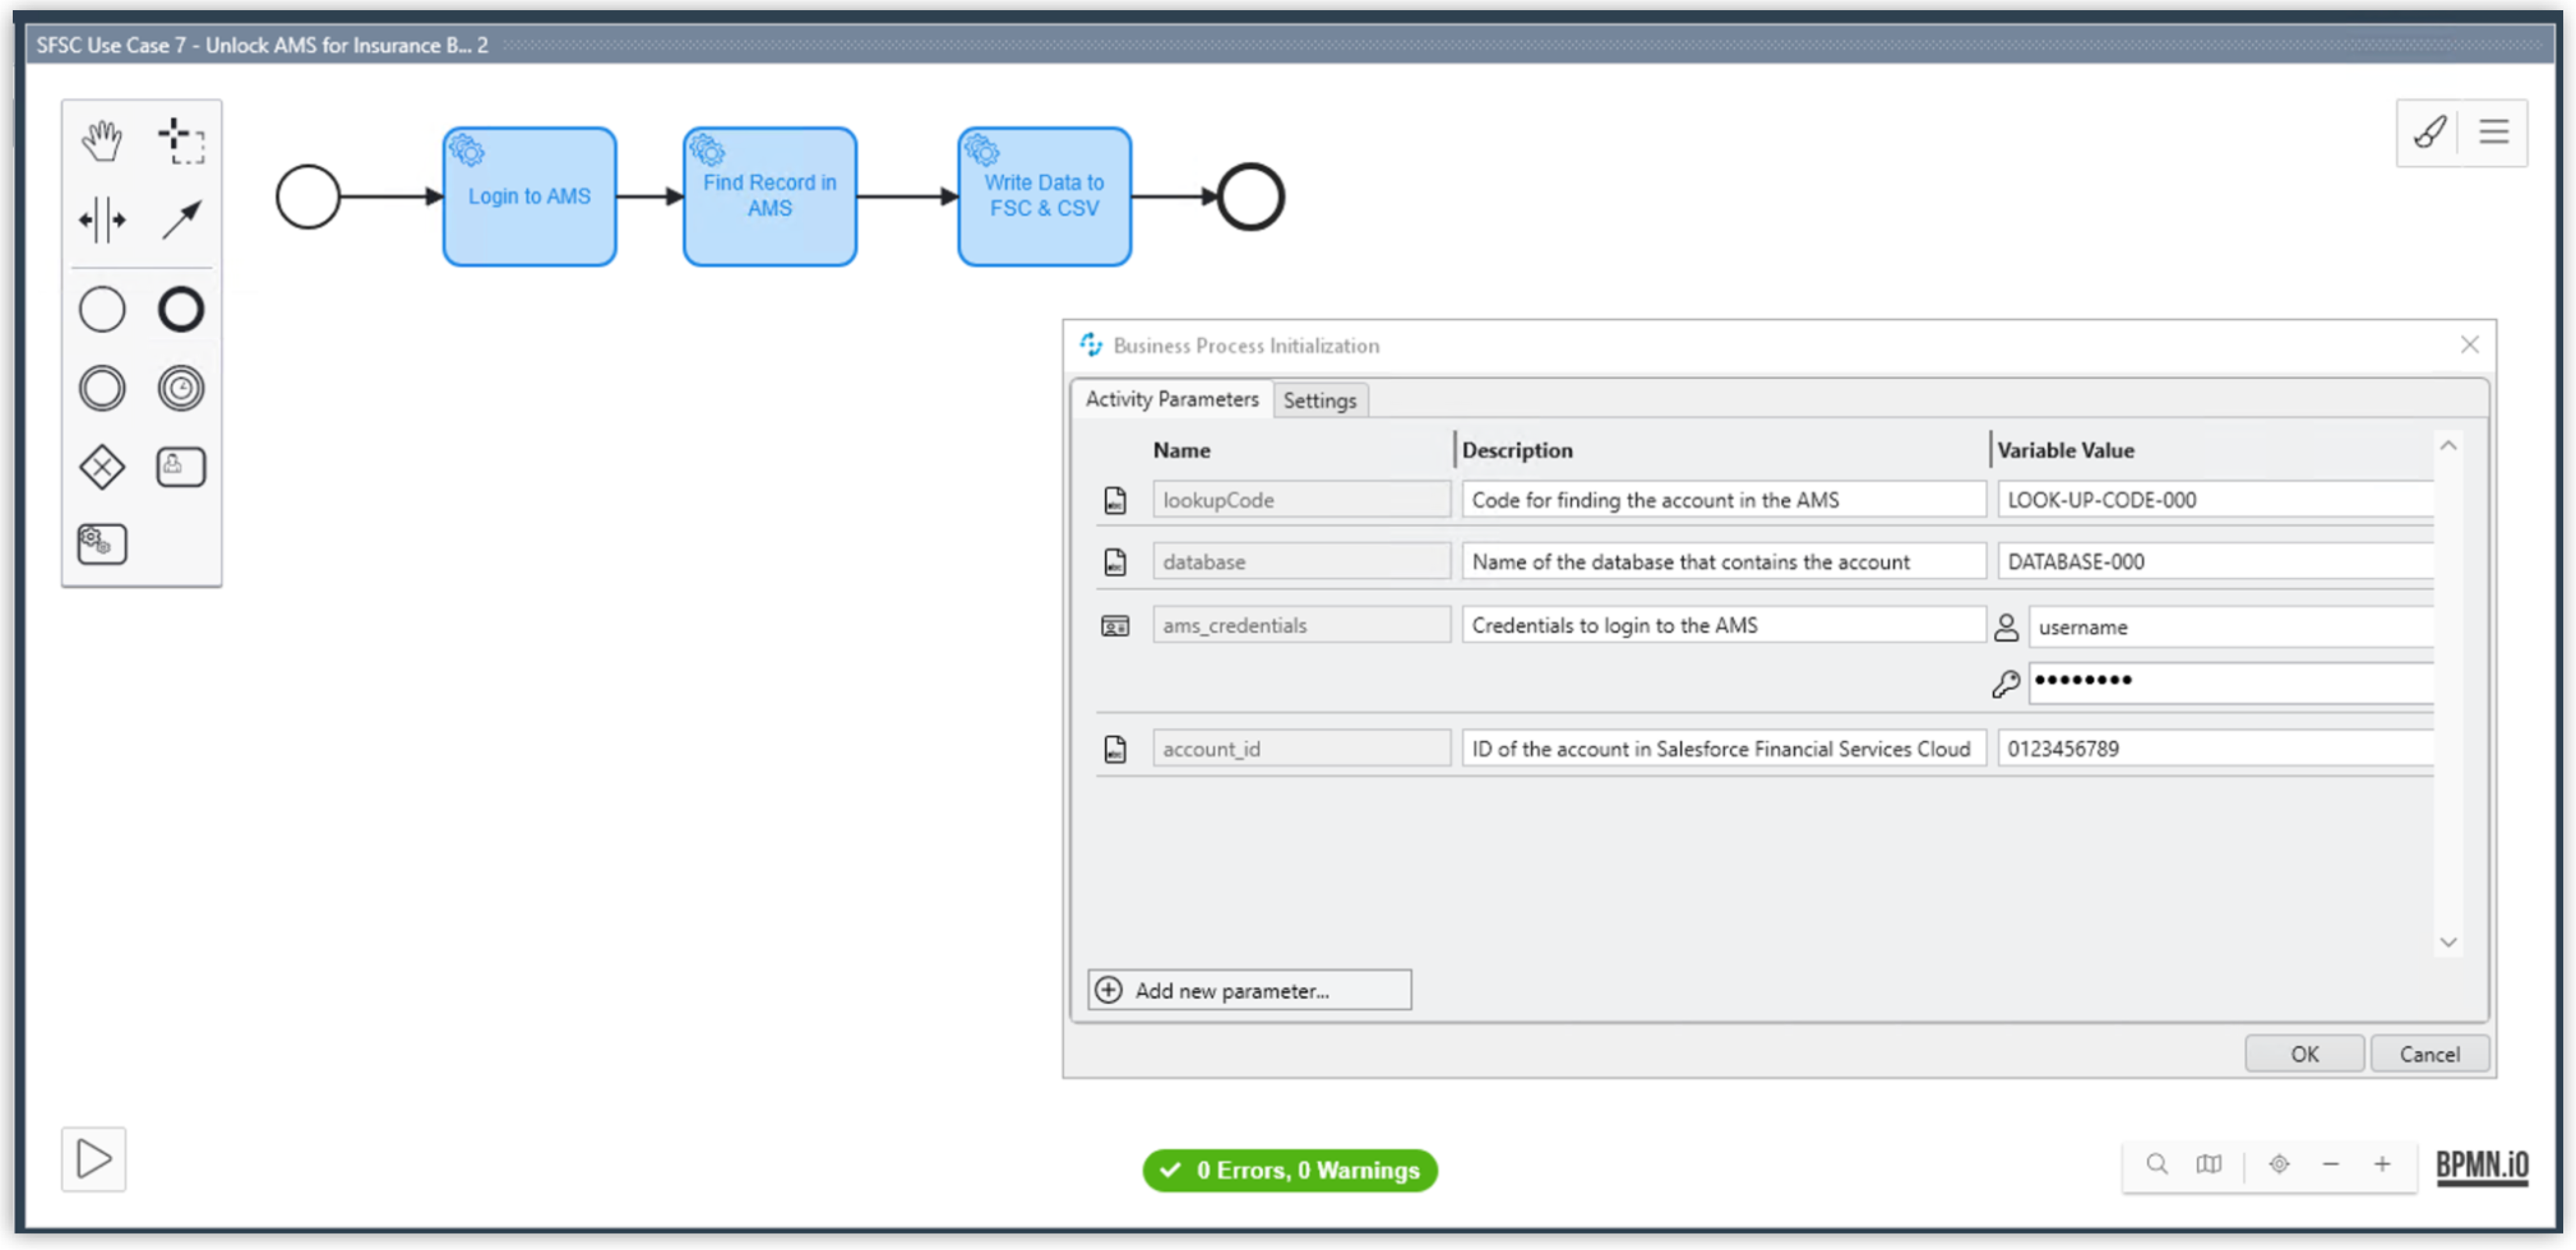 SFSC Use Case 7 - Unlock AMS for Insurance B... 2
Login to AMS
Find Record in
AMS
Write Data to
FSC & CSV
Business Process Initialization
Activity Parameters Settings
Name Description Variable Value
lookupCode Code for finding the account in the AMS LOOK-UP-CODE-000
database Name of the database that contains the account DATABASE-000
ams_credentials Credentials to login to the AMS username
••••••••
account_id ID of the account in Salesforce Financial Services Cloud 0123456789
Add new parameter...
OK Cancel
0 Errors, 0 Warnings
BPMN.iO